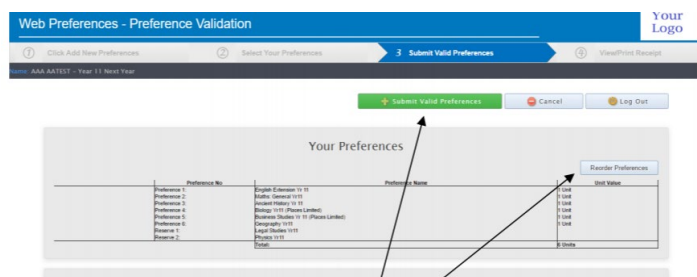 Web Preferences - Preference Validation
Your
Logo
1 Click Add New Preferences
2 Select Your Preferences
3 Submit Valid Preferences
4 View/Print Receipt
Name: AAA AATEST - Year 11 Next Year
Submit Valid Preferences
Cancel
Log Out
Your Preferences
Reorder Preferences
Preference No Preference Name Unit Value
Preference 1: English Extension Yr 11 1 Unit
Preference 2: Maths: General Yr11 1 Unit
Preference 3: Ancient History Yr 11 1 Unit
Preference 4: Biology Yr11 (Places Limited) 1 Unit
Preference 5: Business Studies Yr 11 (Places Limited) 1 Unit
Preference 6: Geography Yr11 1 Unit
Reserve 1: Legal Studies Yr11
Reserve 2: Physics Yr11
Total: 6 Units